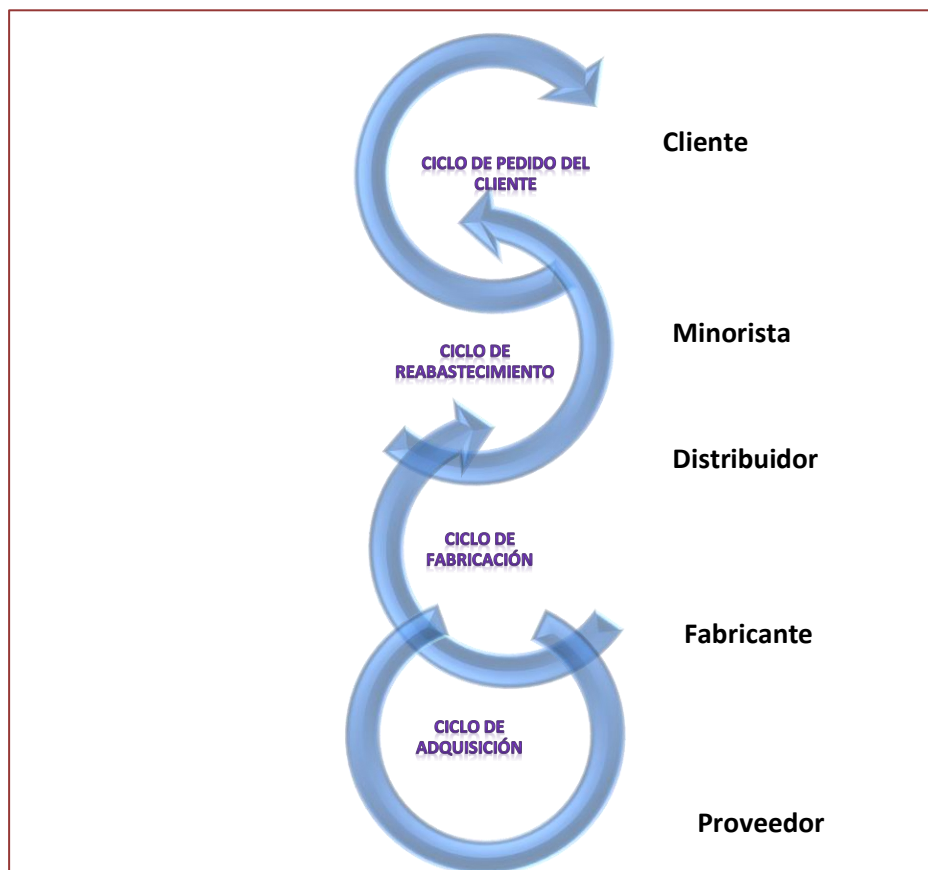 Cliente
CICLO DE PEDIDO DEL
CLIENTE
Minorista
CICLO DE
REABASTECIMIENTO
Distribuidor
CICLO DE
FABRICACIÓN
Fabricante
CICLO DE
ADQUISICIÓN
Proveedor